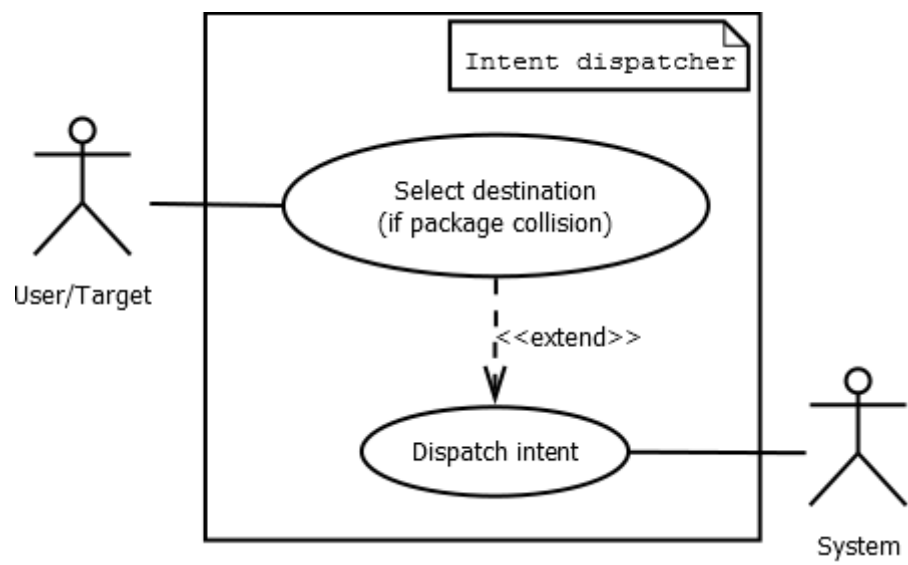 Intent dispatcher
Select destination
(if package collision)
User/Target
<<extend>>
Dispatch intent
System